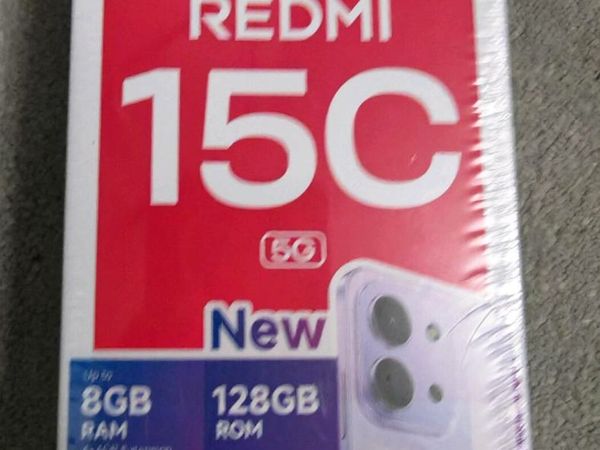 REDMI
15C
5G
New
Up to
8GB
RAM
128GB
ROM